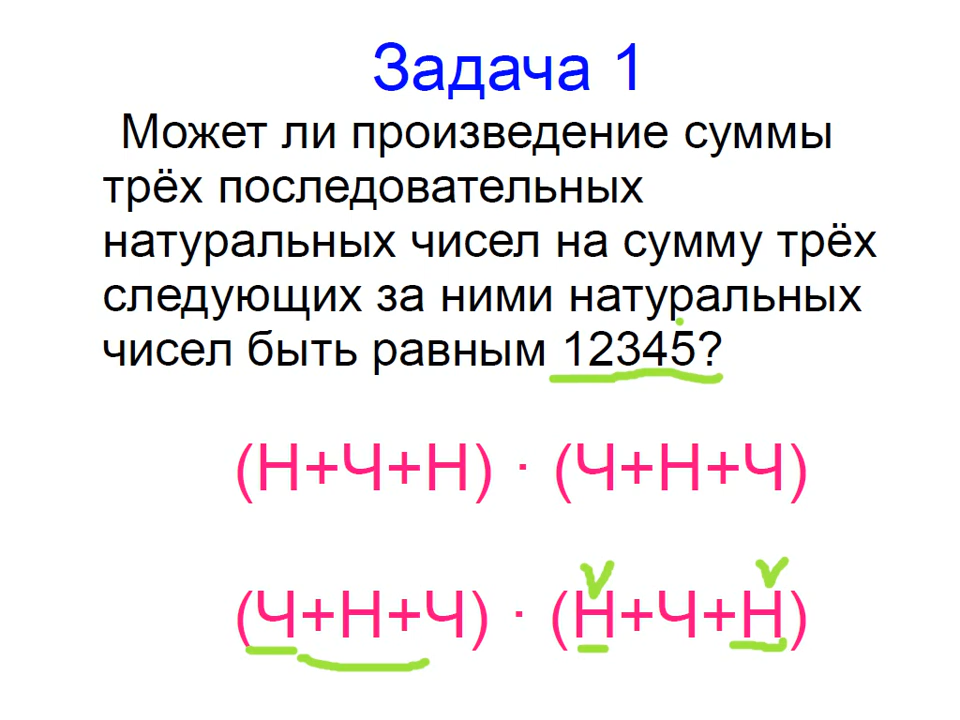 Задача 1
Может ли произведение суммы
трёх последовательных
натуральных чисел на сумму трёх
следующих за ними натуральных
чисел быть равным 12345?
(Н+Ч+Н) · (Ч+Н+Ч)
(Ч+Н+Ч) · (Н+Ч+Н)